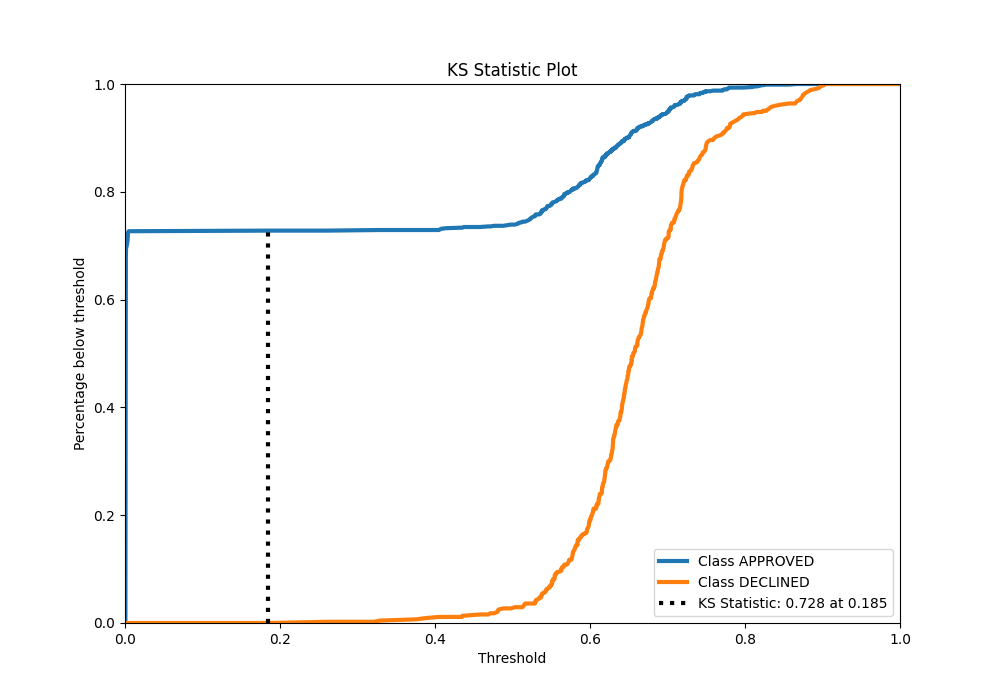 KS Statistic Plot
1.0
0.8
0.6
0.4
0.2
0.0
Percentage below threshold
0.0 0.2 0.4 0.6 0.8 1.0
Threshold
Class APPROVED
Class DECLINED
KS Statistic: 0.728 at 0.185